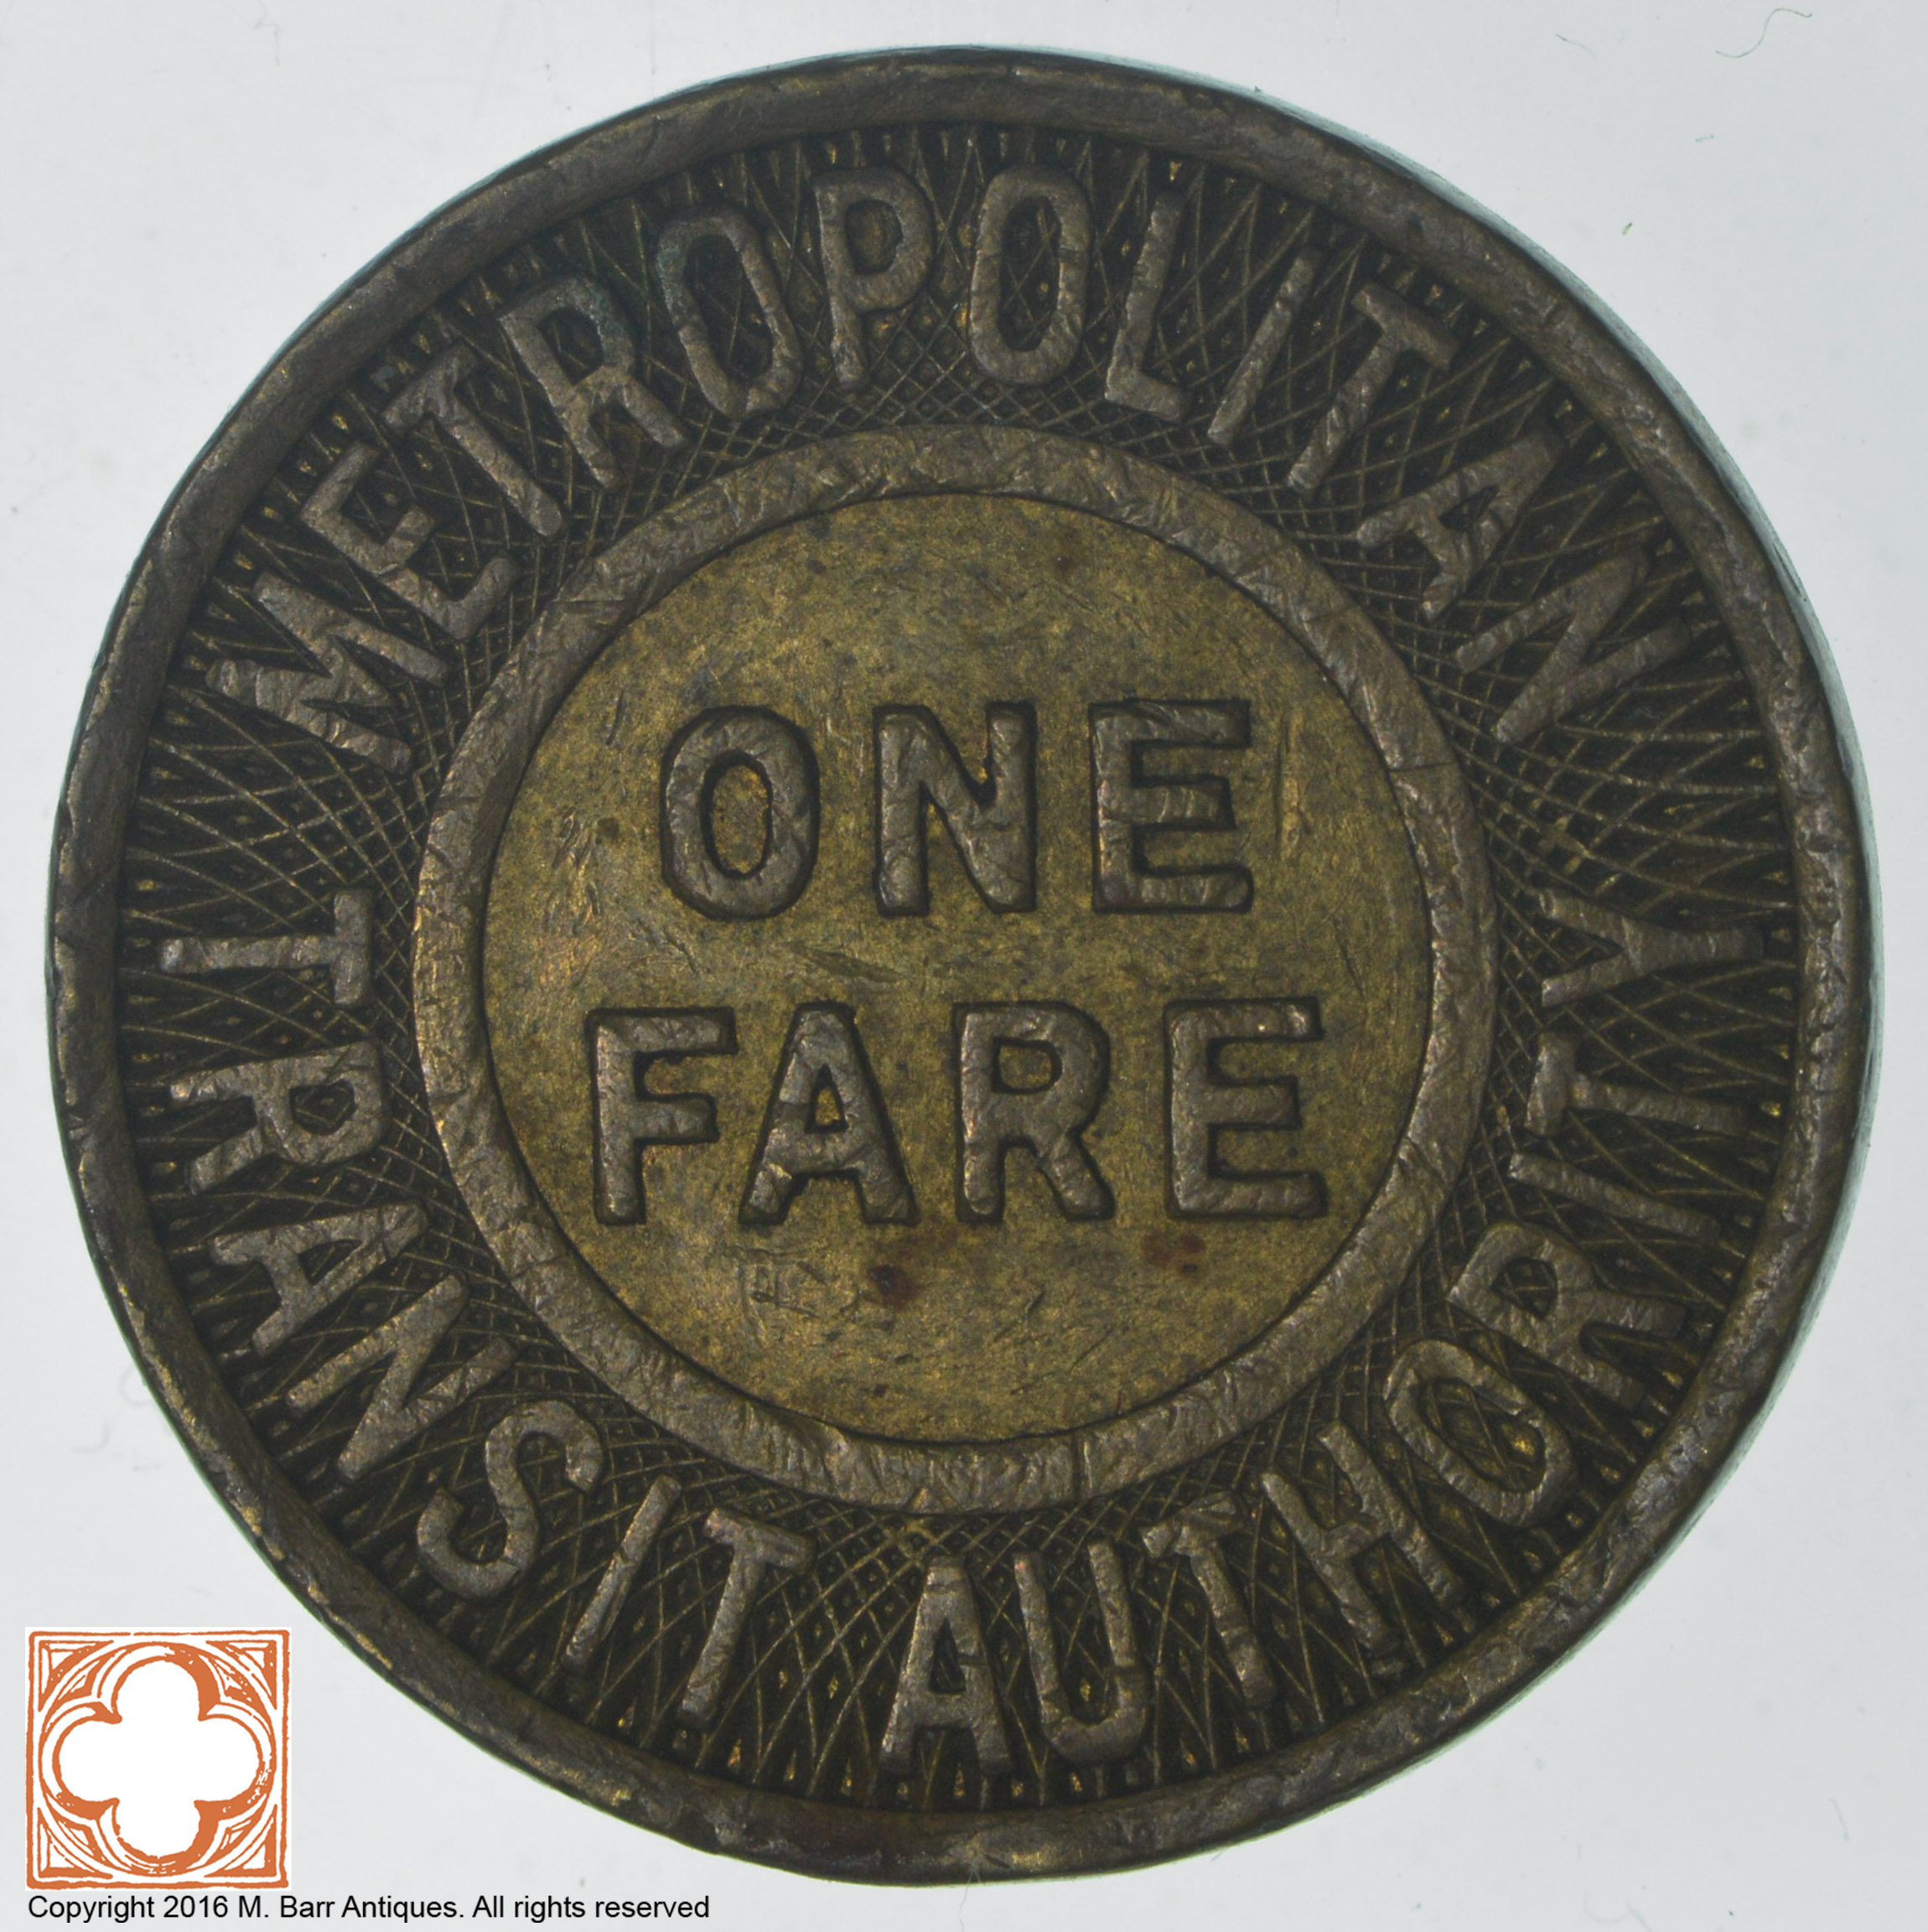 METROPOLITAN
TRANSIT AUTHORITY
ONE
FARE
Copyright 2016 M. Barr Antiques. All rights reserved